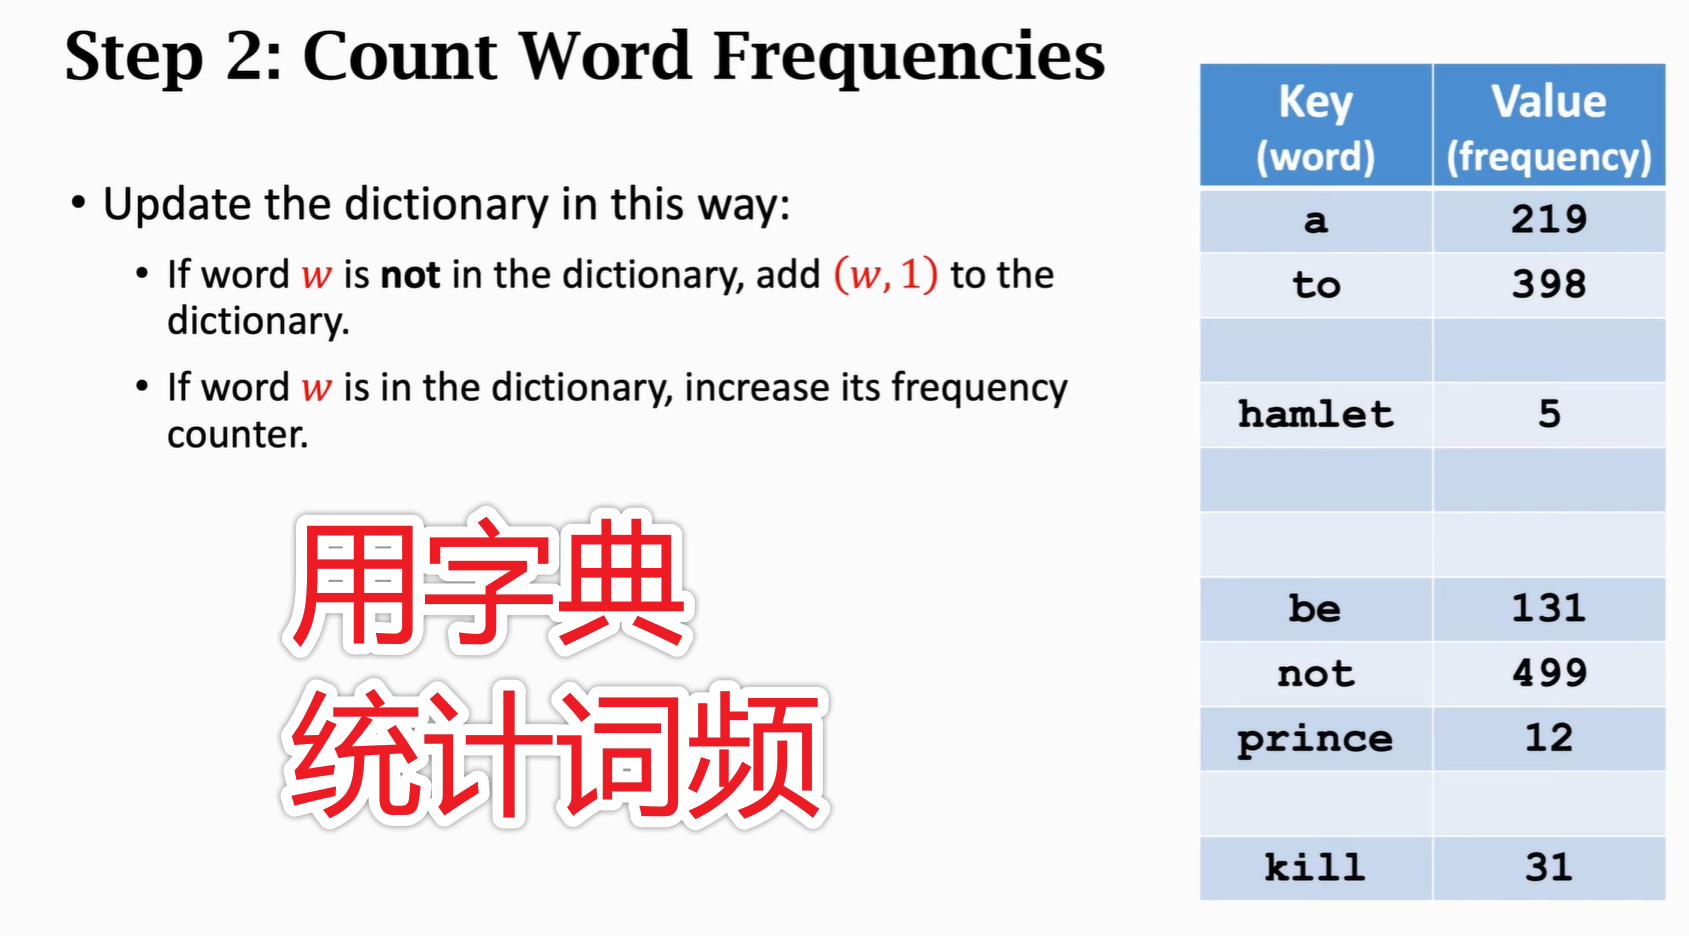 Step 2: Count Word Frequencies
• Update the dictionary in this way:
• If word w is not in the dictionary, add (w, 1) to the
dictionary.
• If word w is in the dictionary, increase its frequency
counter.
用字典
统计词频
Key Value
(word) (frequency)
a 219
to 398
hamlet 5
be 131
not 499
prince 12
kill 31